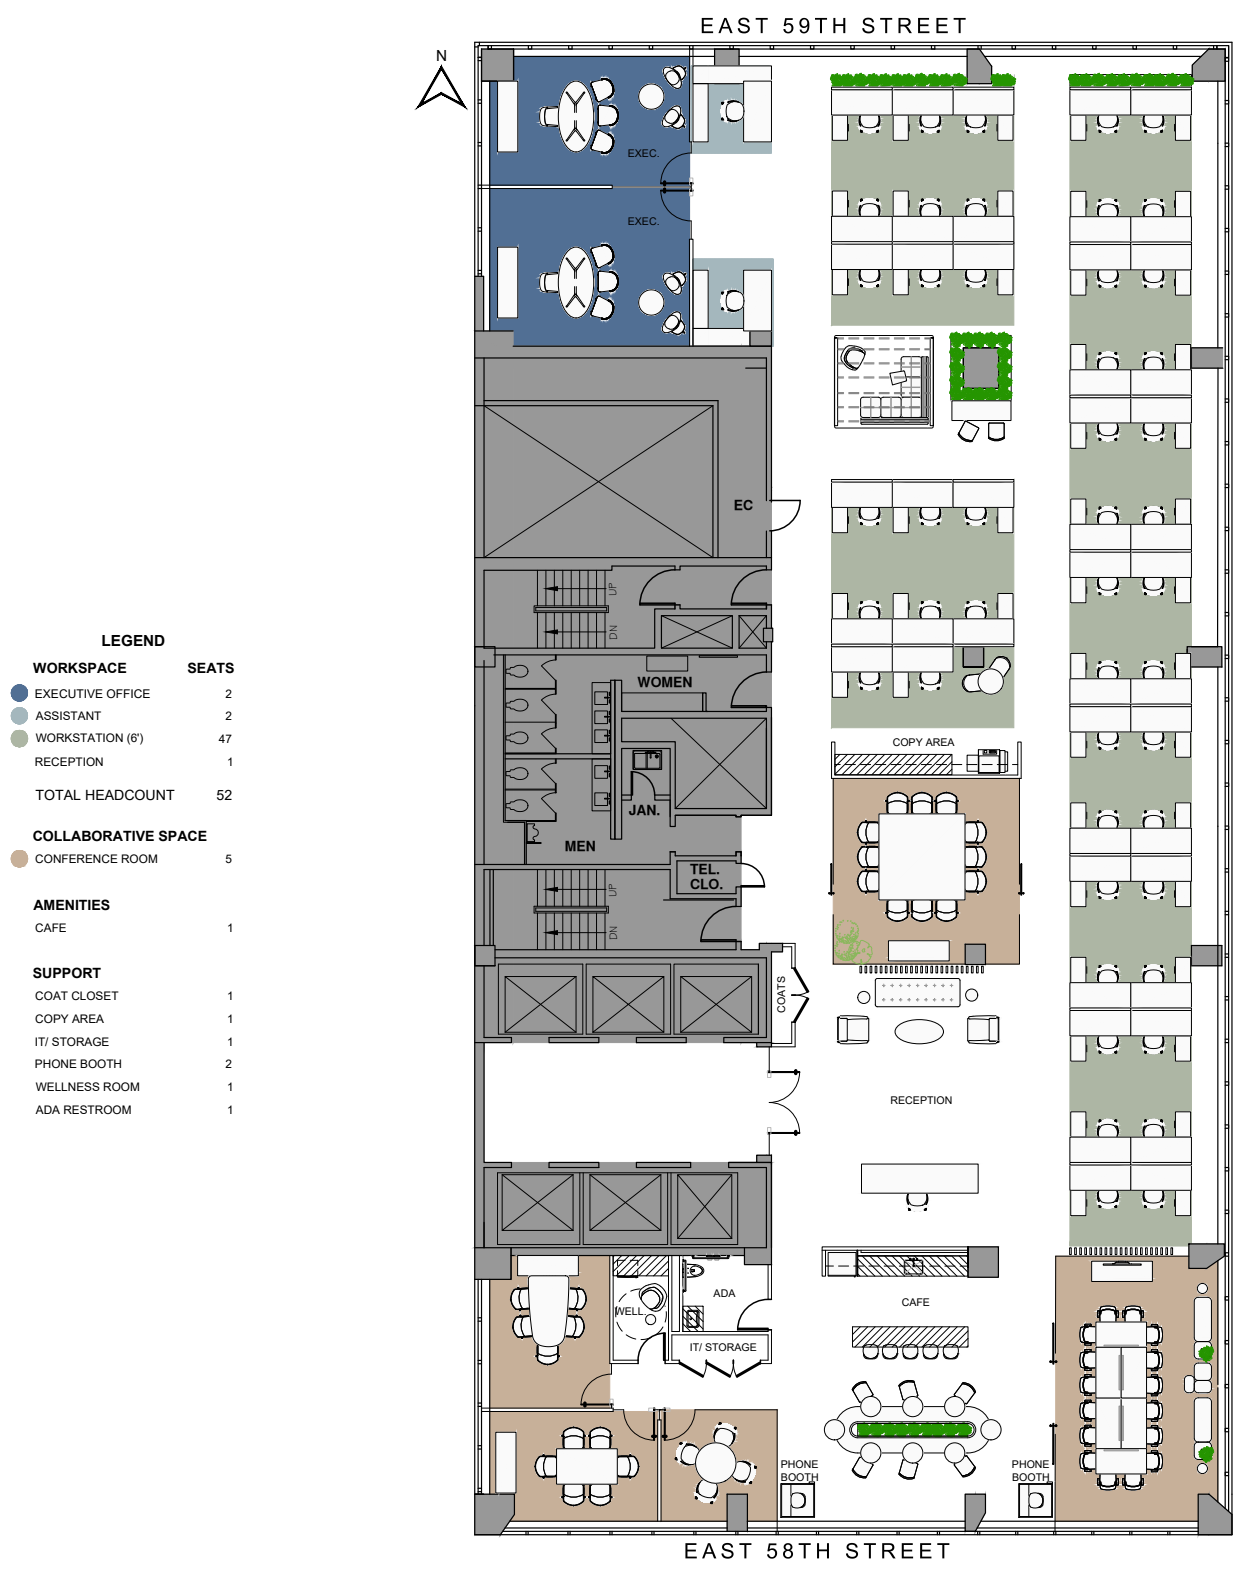 EAST 59TH STREET
N
EXEC.
EXEC.
EC
UP
DN
WOMEN
COPY AREA
JAN.
MEN
TEL.
CLO.
UP
DN
COATS
RECEPTION
WELL.
ADA
CAFE
IT/ STORAGE
PHONE
BOOTH
PHONE
BOOTH
EAST 58TH STREET
LEGEND
WORKSPACE SEATS
EXECUTIVE OFFICE 2
ASSISTANT 2
WORKSTATION (6') 47
RECEPTION 1
TOTAL HEADCOUNT 52
COLLABORATIVE SPACE
CONFERENCE ROOM 5
AMENITIES
CAFE 1
SUPPORT
COAT CLOSET 1
COPY AREA 1
IT/ STORAGE 1
PHONE BOOTH 2
WELLNESS ROOM 1
ADA RESTROOM 1